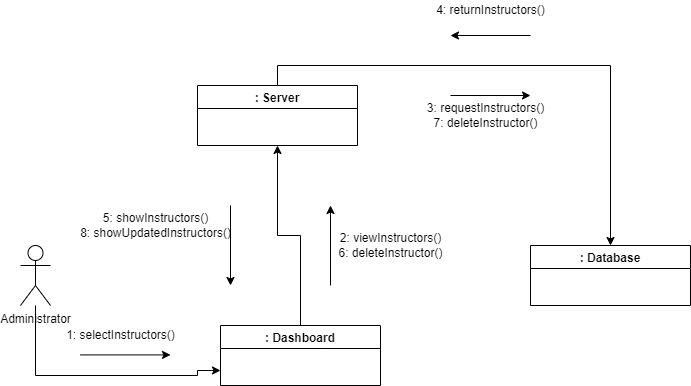 4: returnInstructors()
: Server
3: requestInstructors()
7: deleteInstructor()
5: showInstructors()
8: showUpdatedInstructors()
2: viewInstructors()
6: deleteInstructor()
: Database
Administrator
1: selectInstructors()
: Dashboard